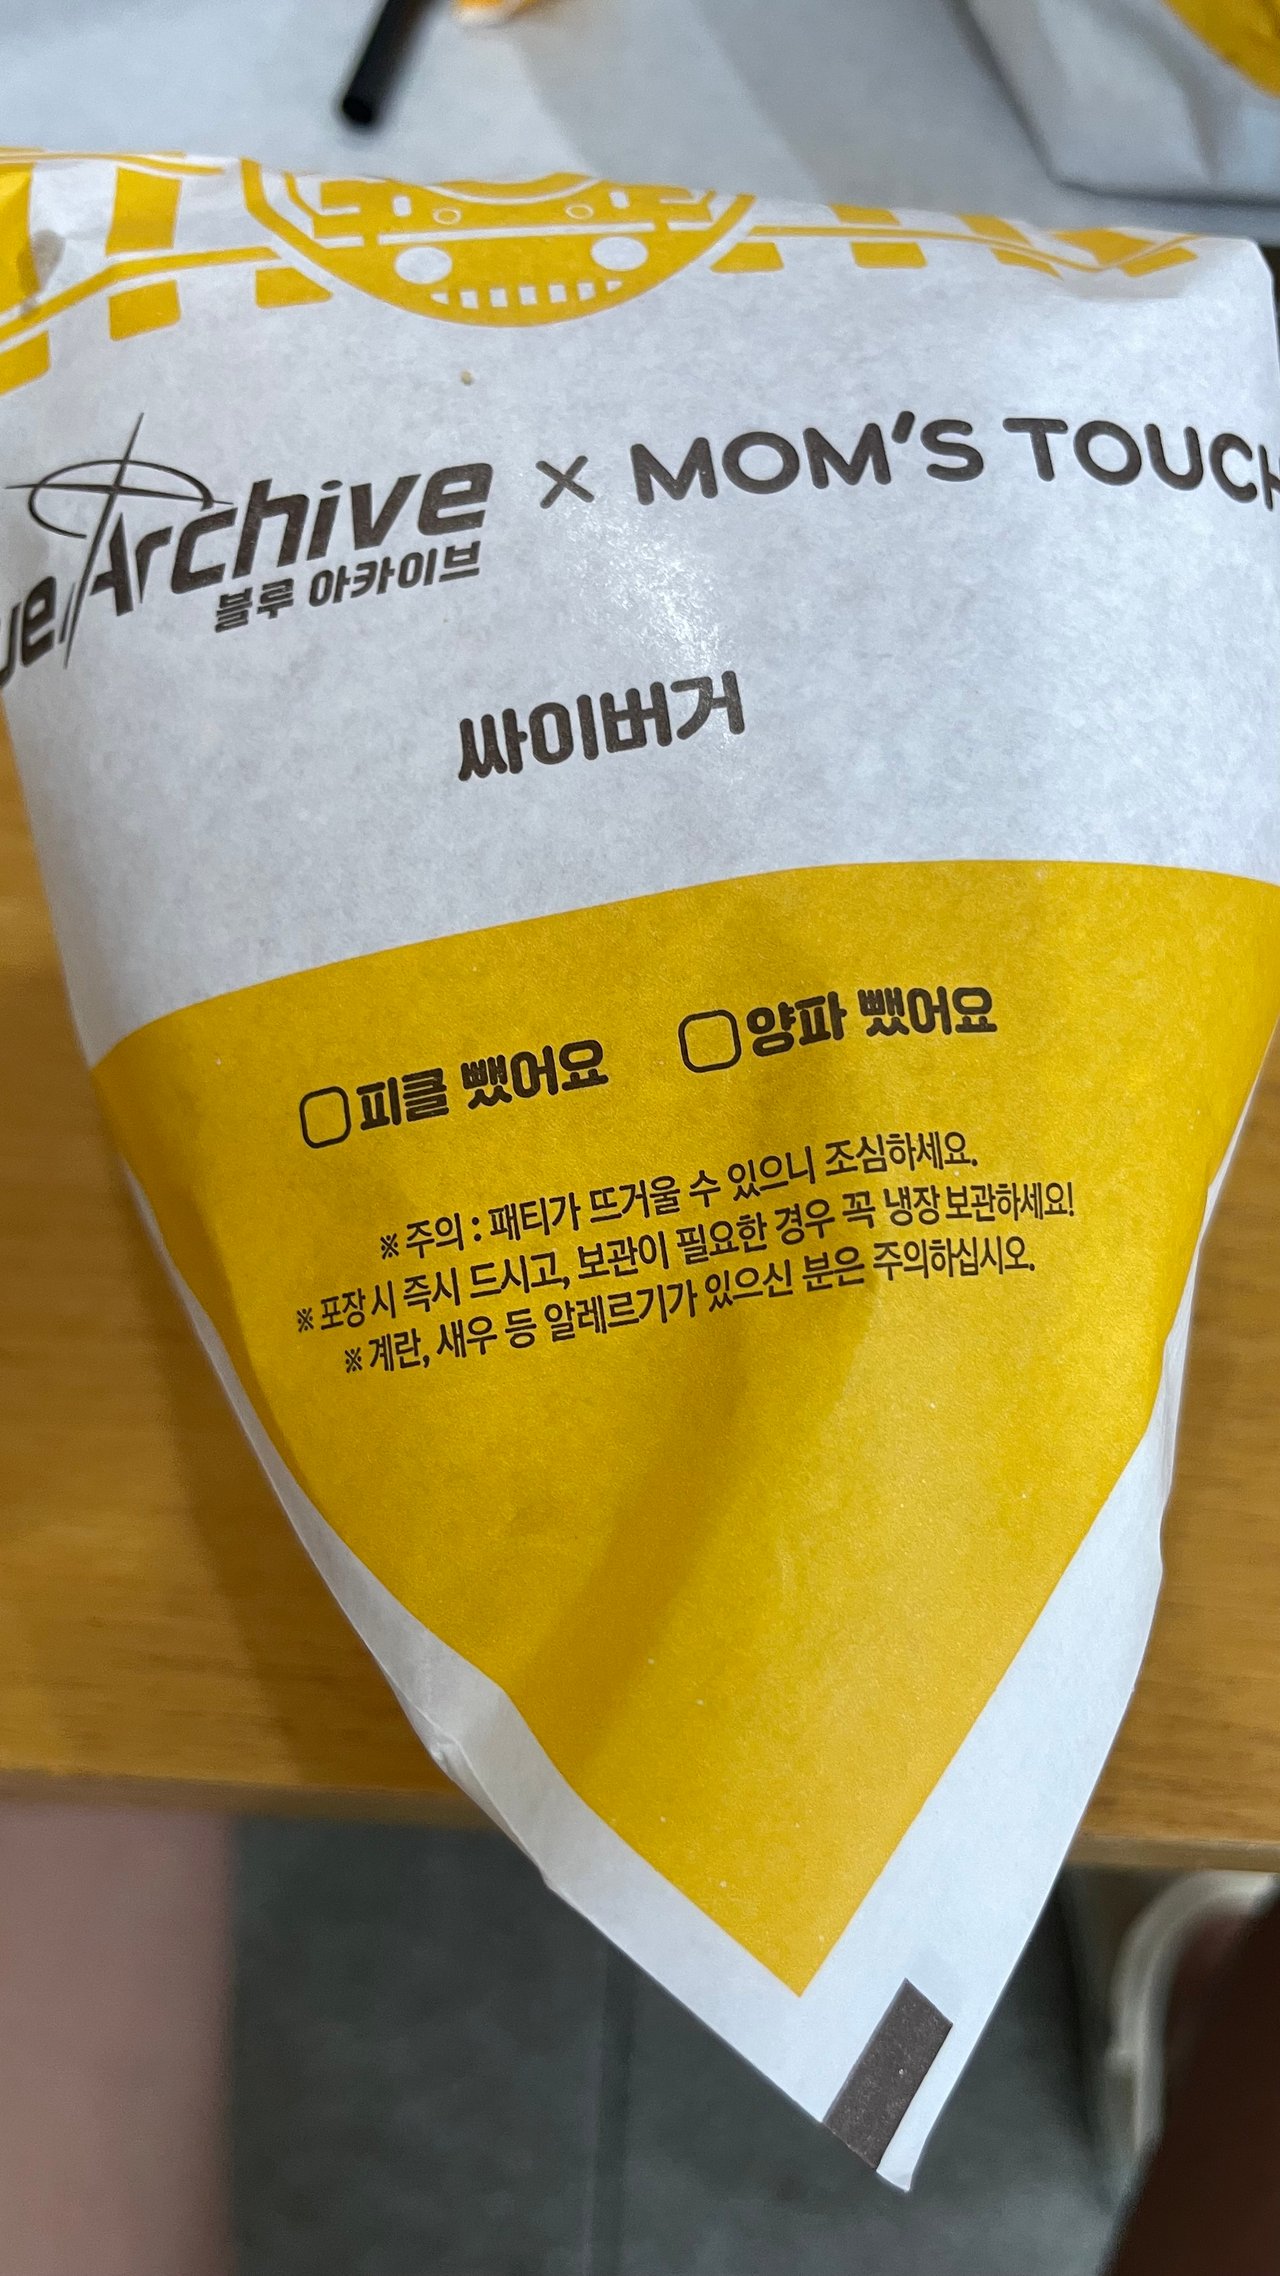 Archive × MOM'S TOUCH
블루 아카이브
싸이버거
피클 뺐어요 양파 뺐어요
※ 주의 : 패티가 뜨거울 수 있으니 조심하세요.
※ 포장 시 즉시 드시고, 보관이 필요한 경우 꼭 냉장 보관하세요!
※ 계란, 새우 등 알레르기가 있으신 분은 주의하십시오.